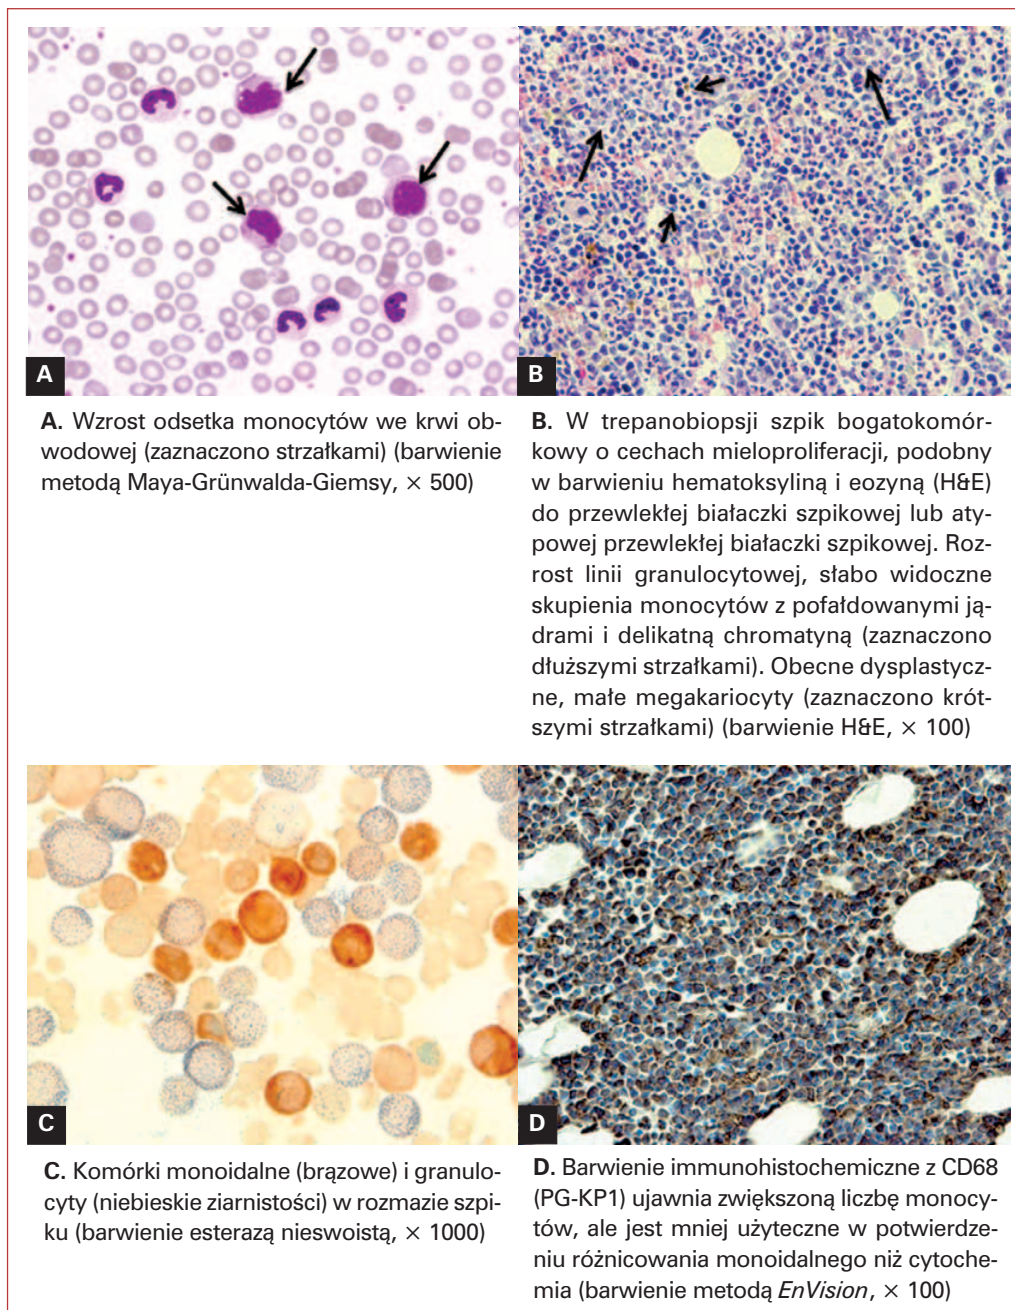 A
B
A. Wzrost odsetka monocytów we krwi ob-
wodowej (zaznaczono strzałkami) (barwienie
metodą Maya-Grünwalda-Giemsy, × 500)
B. W trepanobiopsji szpik bogatokomór-
kowy o cechach mieloproliferacji, podobny
w barwieniu hematoksyliną i eozyną (H&E)
do przewlekłej białaczki szpikowej lub aty-
powej przewlekłej białaczki szpikowej. Roz-
rost linii granulocytowej, słabo widoczne
skupienia monocytów z pofałdowanymi ją-
drami i delikatną chromatyną (zaznaczono
dłuższymi strzałkami). Obecne dysplastycz-
ne, małe megakariocyty (zaznaczono krót-
szymi strzałkami) (barwienie H&E, × 100)
C
D
C. Komórki monoidalne (brązowe) i granulo-
cyty (niebieskie ziarnistości) w rozmazie szpi-
ku (barwienie esterazą nieswoistą, × 1000)
D. Barwienie immunohistochemiczne z CD68
(PG-KP1) ujawnia zwiększoną liczbę monocy-
tów, ale jest mniej użyteczne w potwierdze-
niu różnicowania monoidalnego niż cytoche-
mia (barwienie metodą EnVision, × 100)